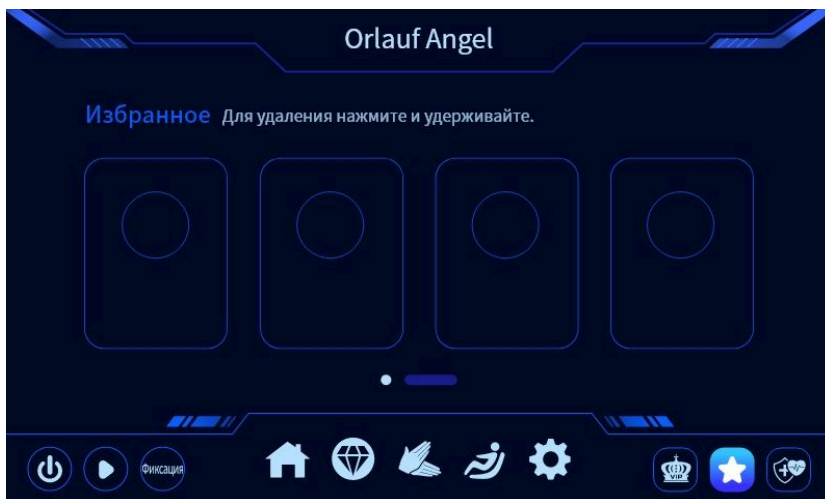 Orlauf Angel
Избранное Для удаления нажмите и удерживайте.
Фиксация
VIP